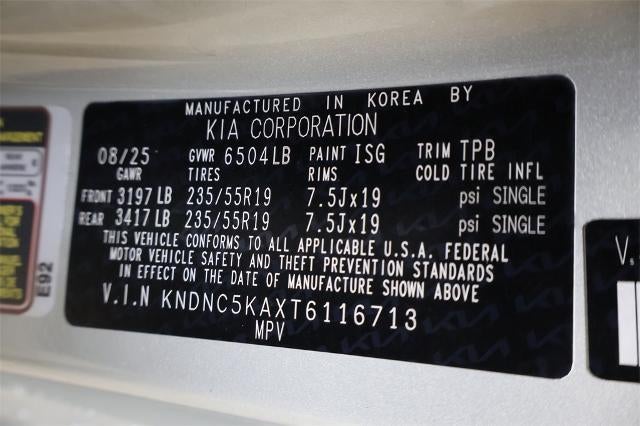 MANUFACTURED IN KOREA BY
KIA CORPORATION
08/25 GVWR 6504LB PAINT ISG TRIM TPB
GAWR TIRES RIMS COLD TIRE INFL
FRONT 3197 LB 235/55R19 7.5Jx19 psi SINGLE
REAR 3417 LB 235/55R19 7.5Jx19 psi SINGLE
THIS VEHICLE CONFORMS TO ALL APPLICABLE U.S.A. FEDERAL
MOTOR VEHICLE SAFETY AND THEFT PREVENTION STANDARDS
IN EFFECT ON THE DATE OF MANUFACTURE SHOWN ABOVE
V.I.N KNDNC5KAXT6116713
MPV
E92